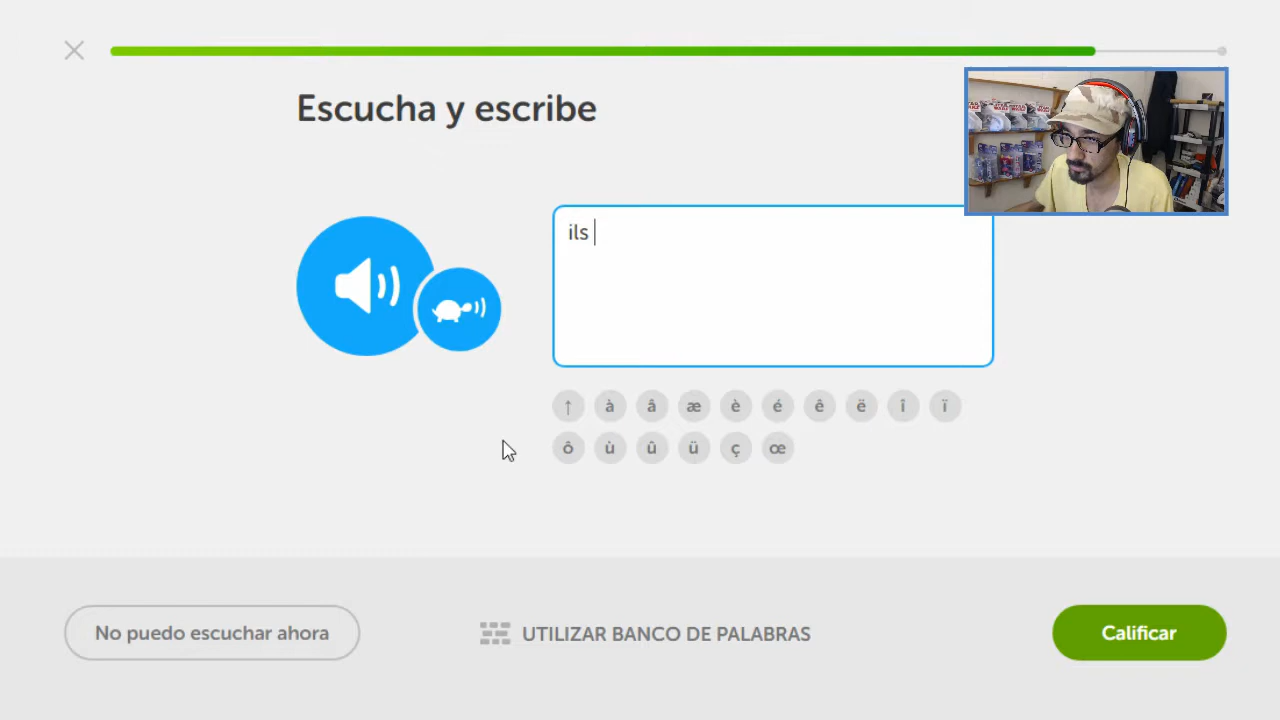 Escucha y escribe
ils
↑ à â æ è é ê ë î ï
ô ù û ü ç œ
No puedo escuchar ahora
UTILIZAR BANCO DE PALABRAS
Calificar